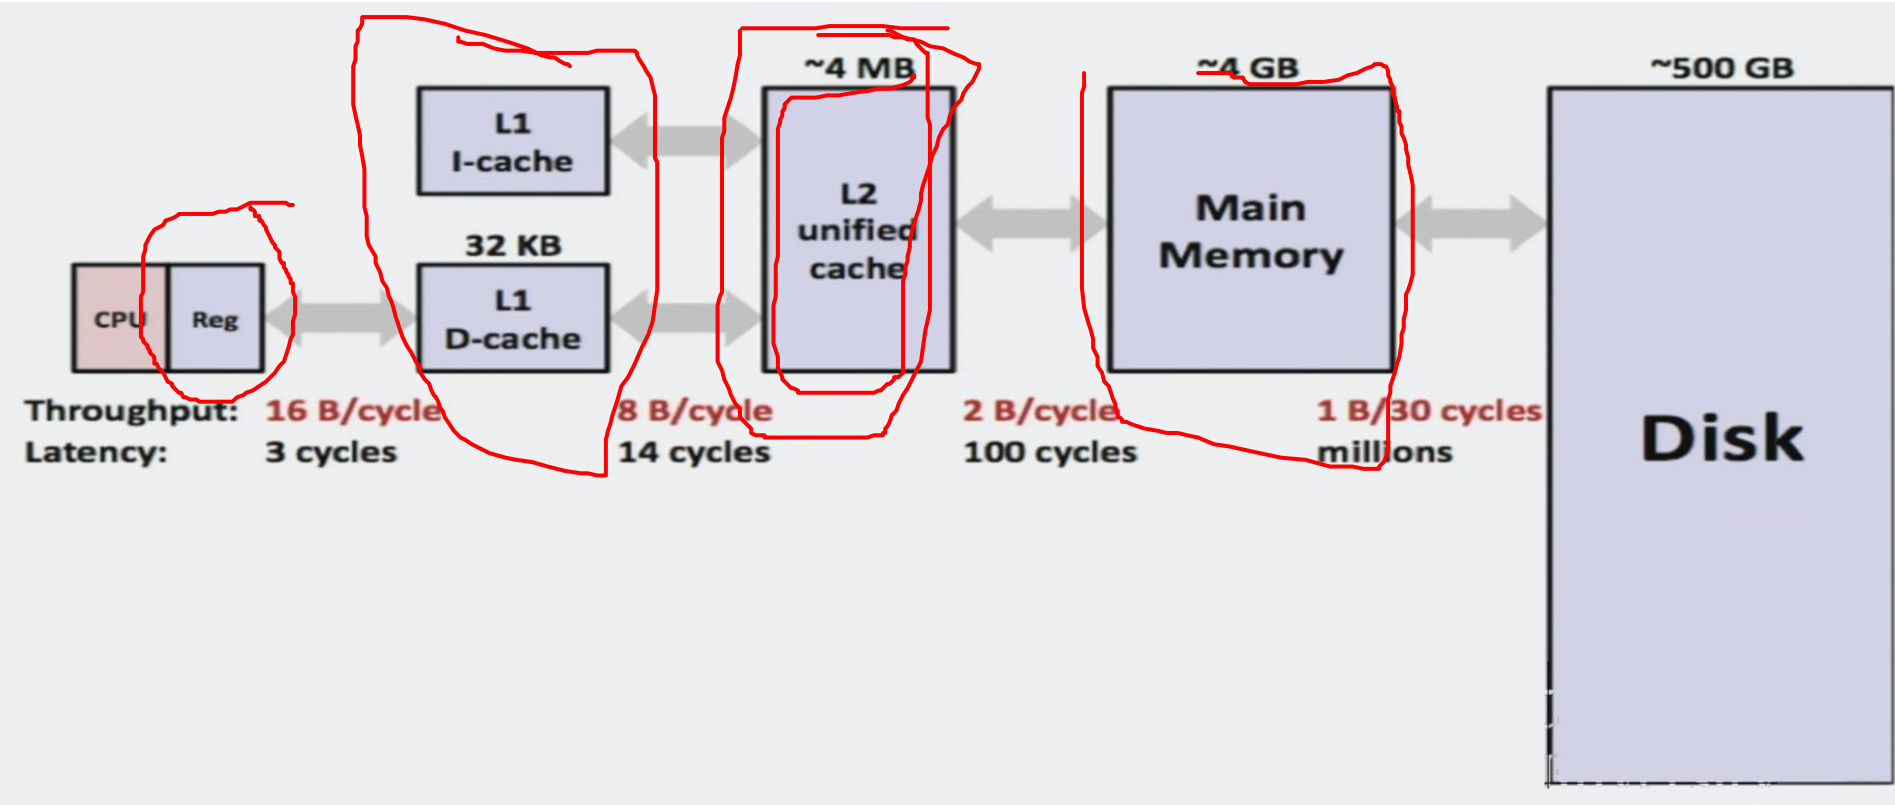 ~4 MB
~4 GB
~500 GB
L1
I-cache
L2
unified
cache
Main
Memory
32 KB
L1
D-cache
CPU
Reg
Disk
Throughput: 16 B/cycle 8 B/cycle 2 B/cycle 1 B/30 cycles
Latency: 3 cycles 14 cycles 100 cycles millions